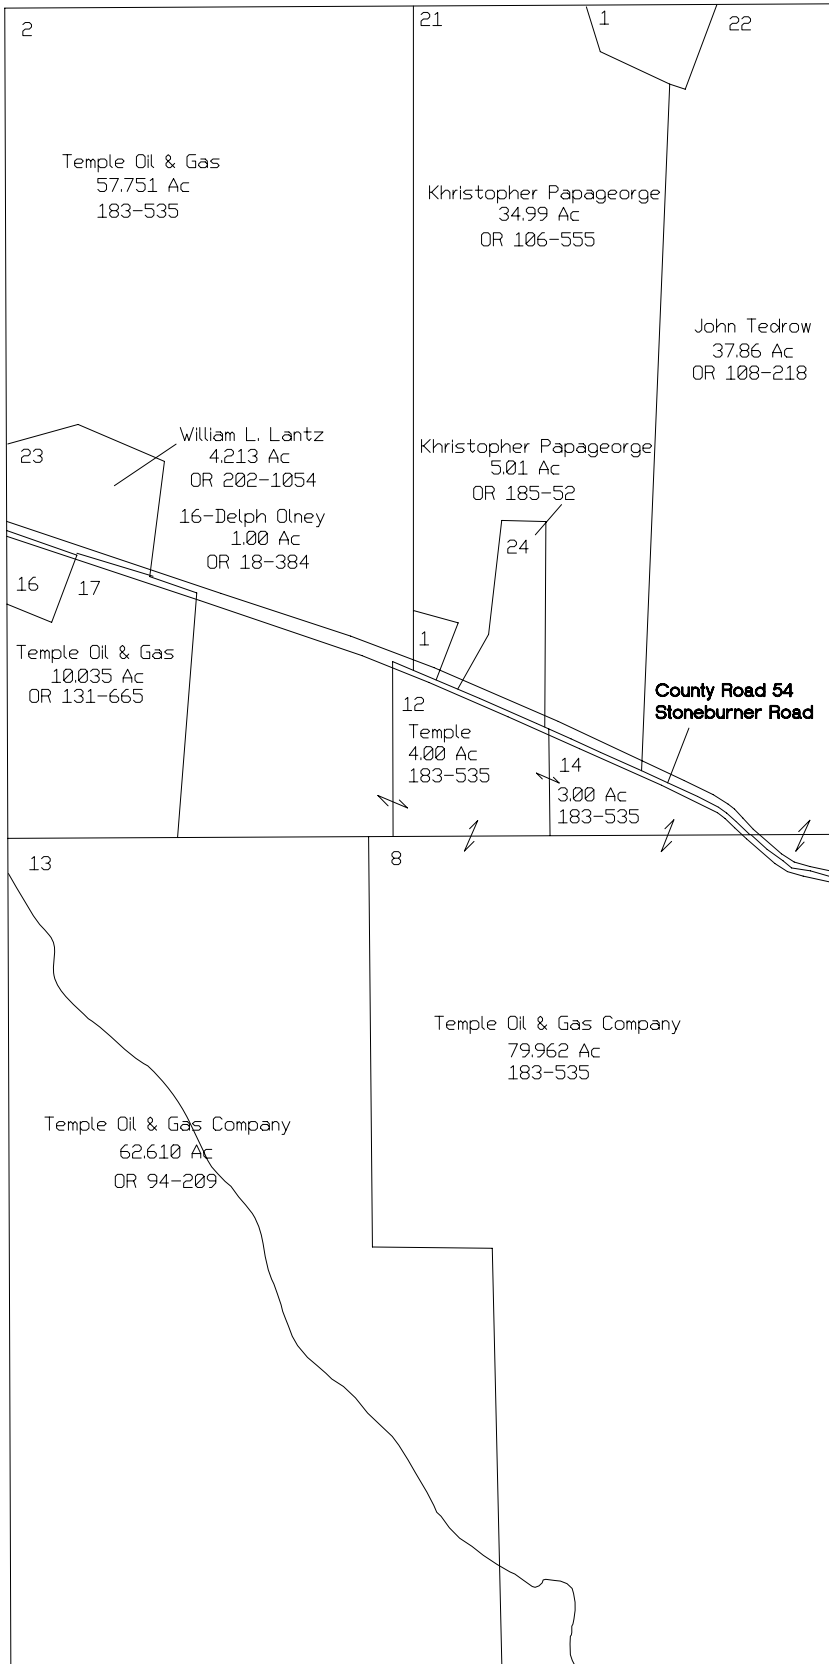 2
21
1
22
Temple Oil & Gas
57.751 Ac
183-535
Khristopher Papageorge
34.99 Ac
OR 106-555
John Tedrow
37.86 Ac
OR 108-218
23
William L. Lantz
4.213 Ac
OR 202-1054
16-Delph Olney
1.00 Ac
OR 18-384
Khristopher Papageorge
5.01 Ac
OR 185-52
24
16
17
1
Temple Oil & Gas
10.035 Ac
OR 131-665
12
Temple
4.00 Ac
183-535
County Road 54
Stoneburner Road
14
3.00 Ac
183-535
13
8
Temple Oil & Gas Company
79.962 Ac
183-535
Temple Oil & Gas Company
62.610 Ac
OR 94-209